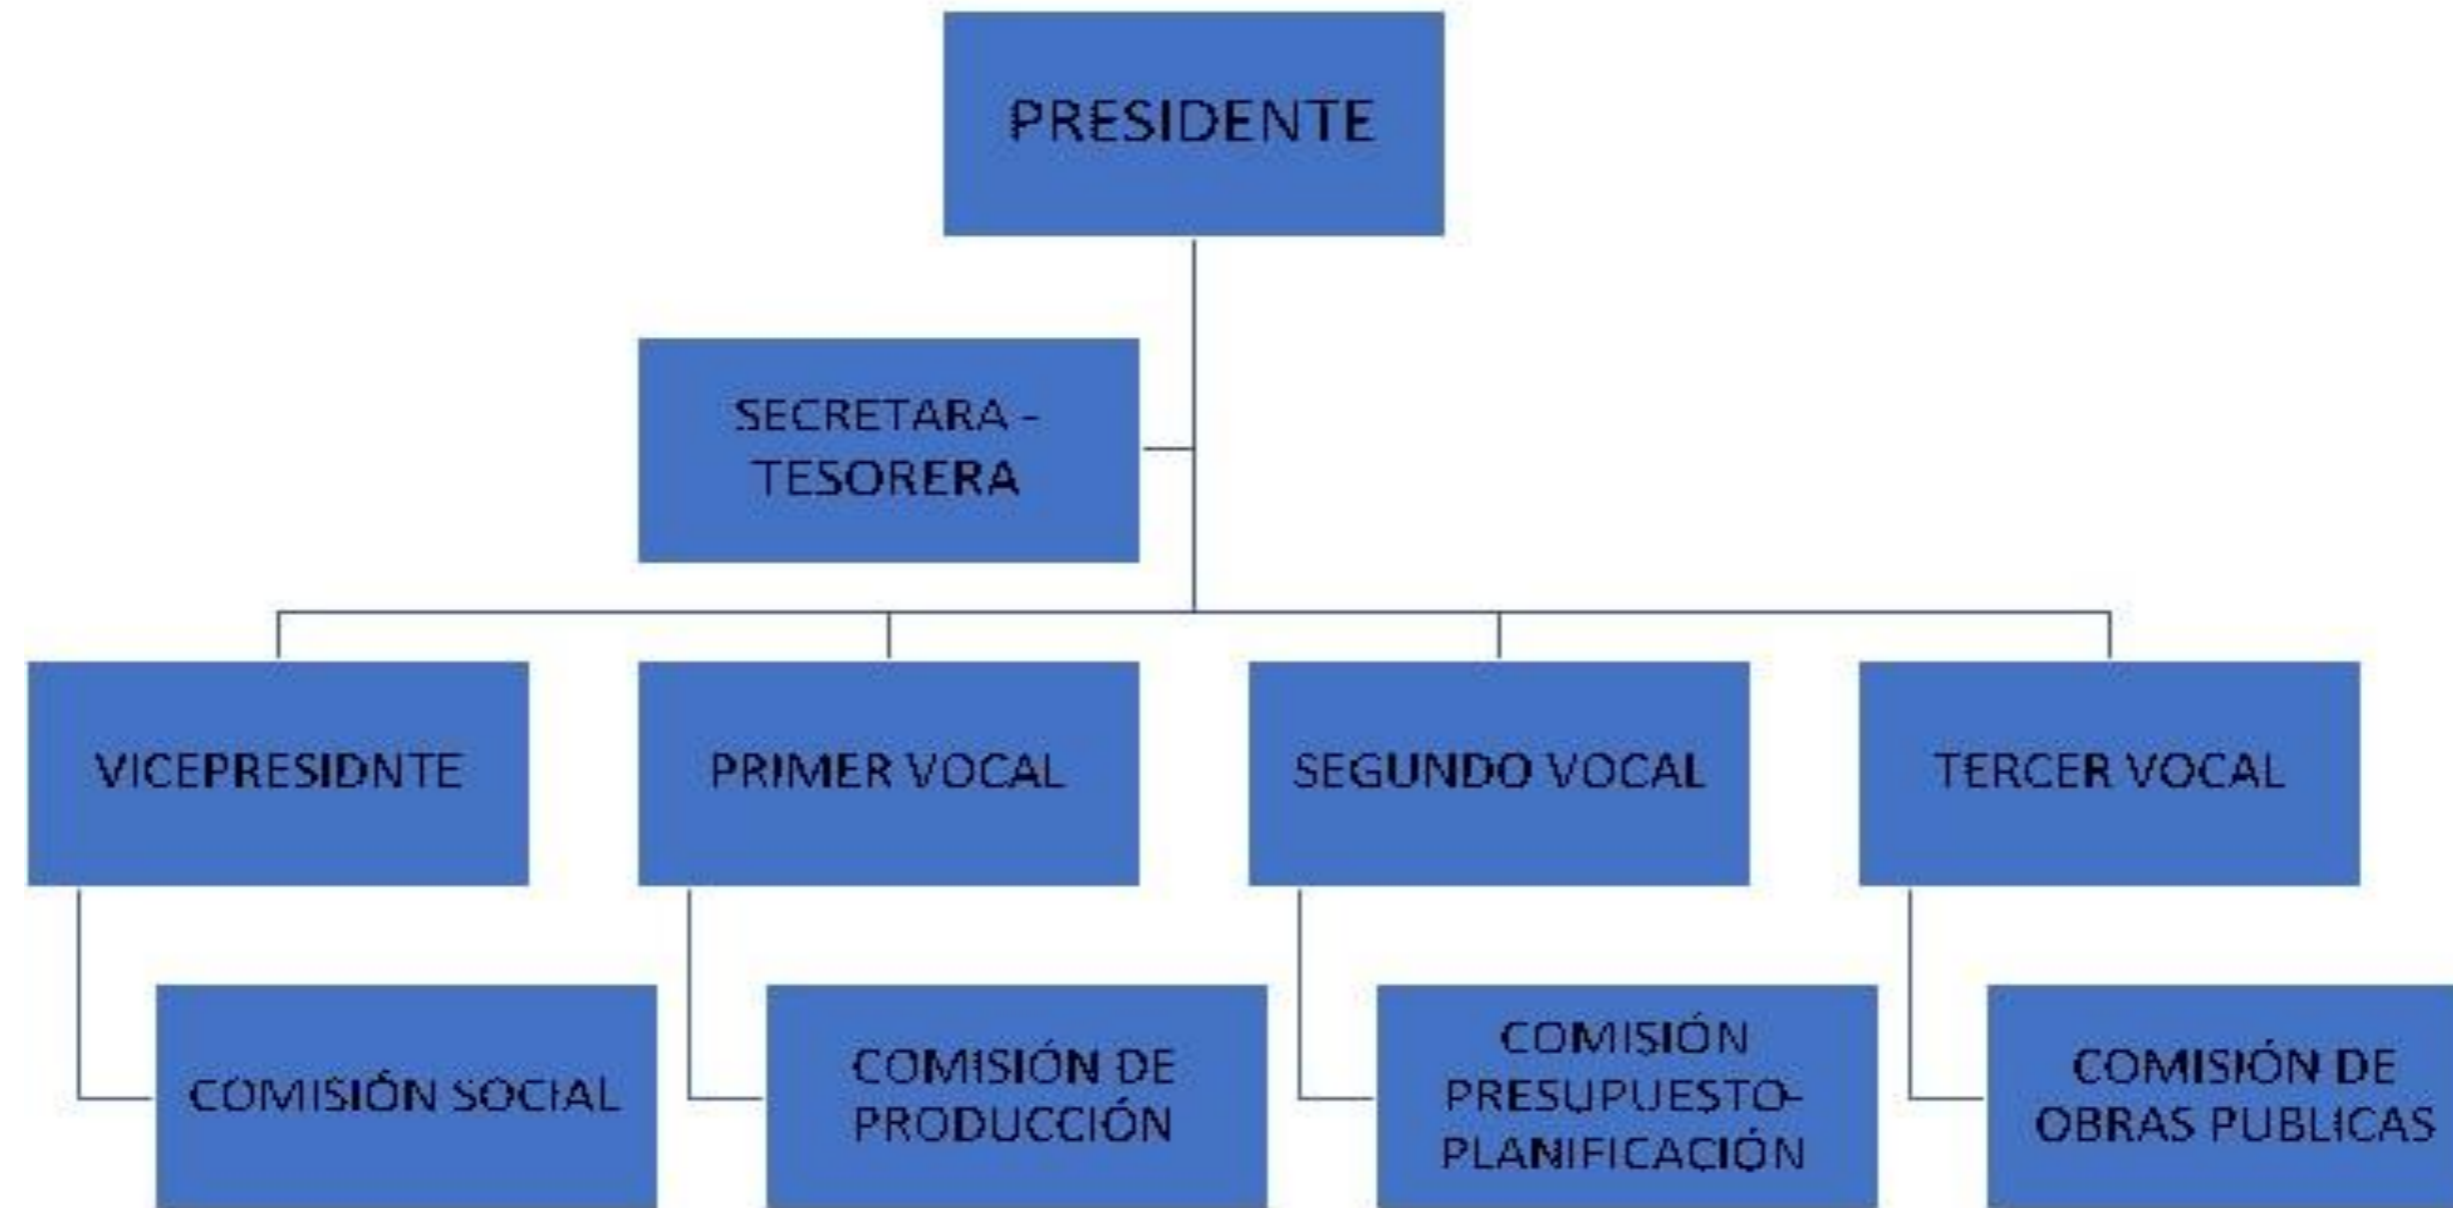 PRESIDENTE
SECRETARA -
TESORERA
VICEPRESIDNTE
PRIMER VOCAL
SEGUNDO VOCAL
TERCER VOCAL
COMISIÓN SOCIAL
COMISIÓN DE
PRODUCCIÓN
COMISIÓN
PRESUPUESTO-
PLANIFICACIÓN
COMISIÓN DE
OBRAS PUBLICAS